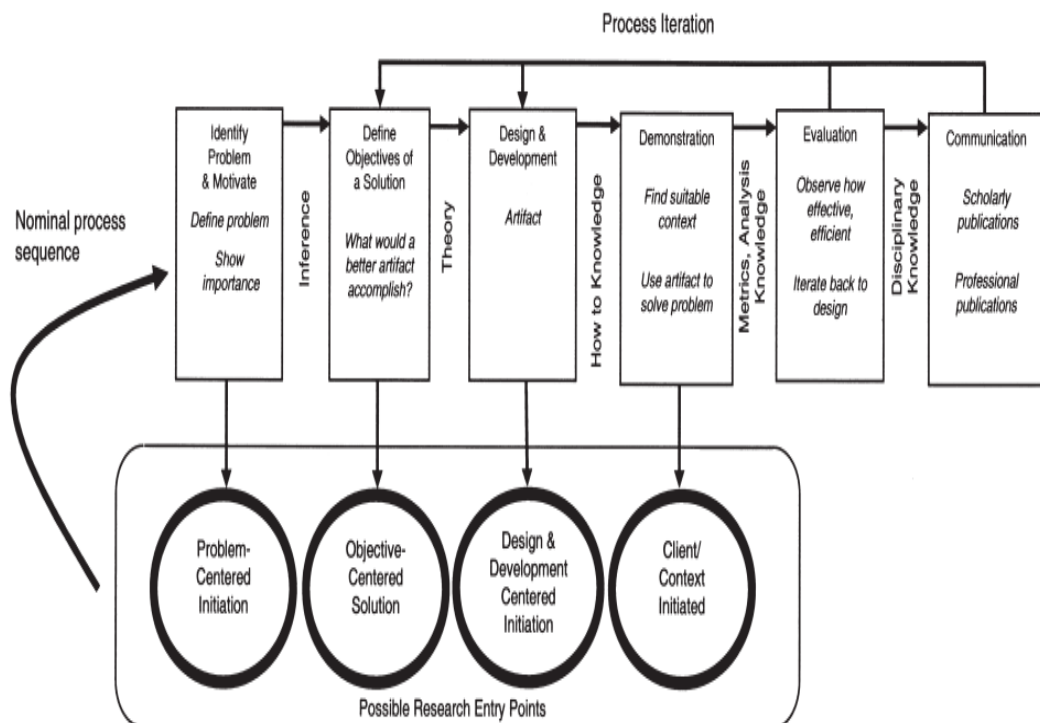 Process Iteration
Nominal process
sequence
Identify
Problem
& Motivate
Define problem
Show
importance
Inference
Define
Objectives of
a Solution
What would a
better artifact
accomplish?
Theory
Design &
Development
Artifact
How to Knowledge
Demonstration
Find suitable
context
Use artifact to
solve problem
Metrics, Analysis
Knowledge
Evaluation
Observe how
effective,
efficient
Iterate back to
design
Disciplinary
Knowledge
Communication
Scholarly
publications
Professional
publications
Problem-
Centered
Initiation
Objective-
Centered
Solution
Design &
Development
Centered
Initiation
Client/
Context
Initiated
Possible Research Entry Points